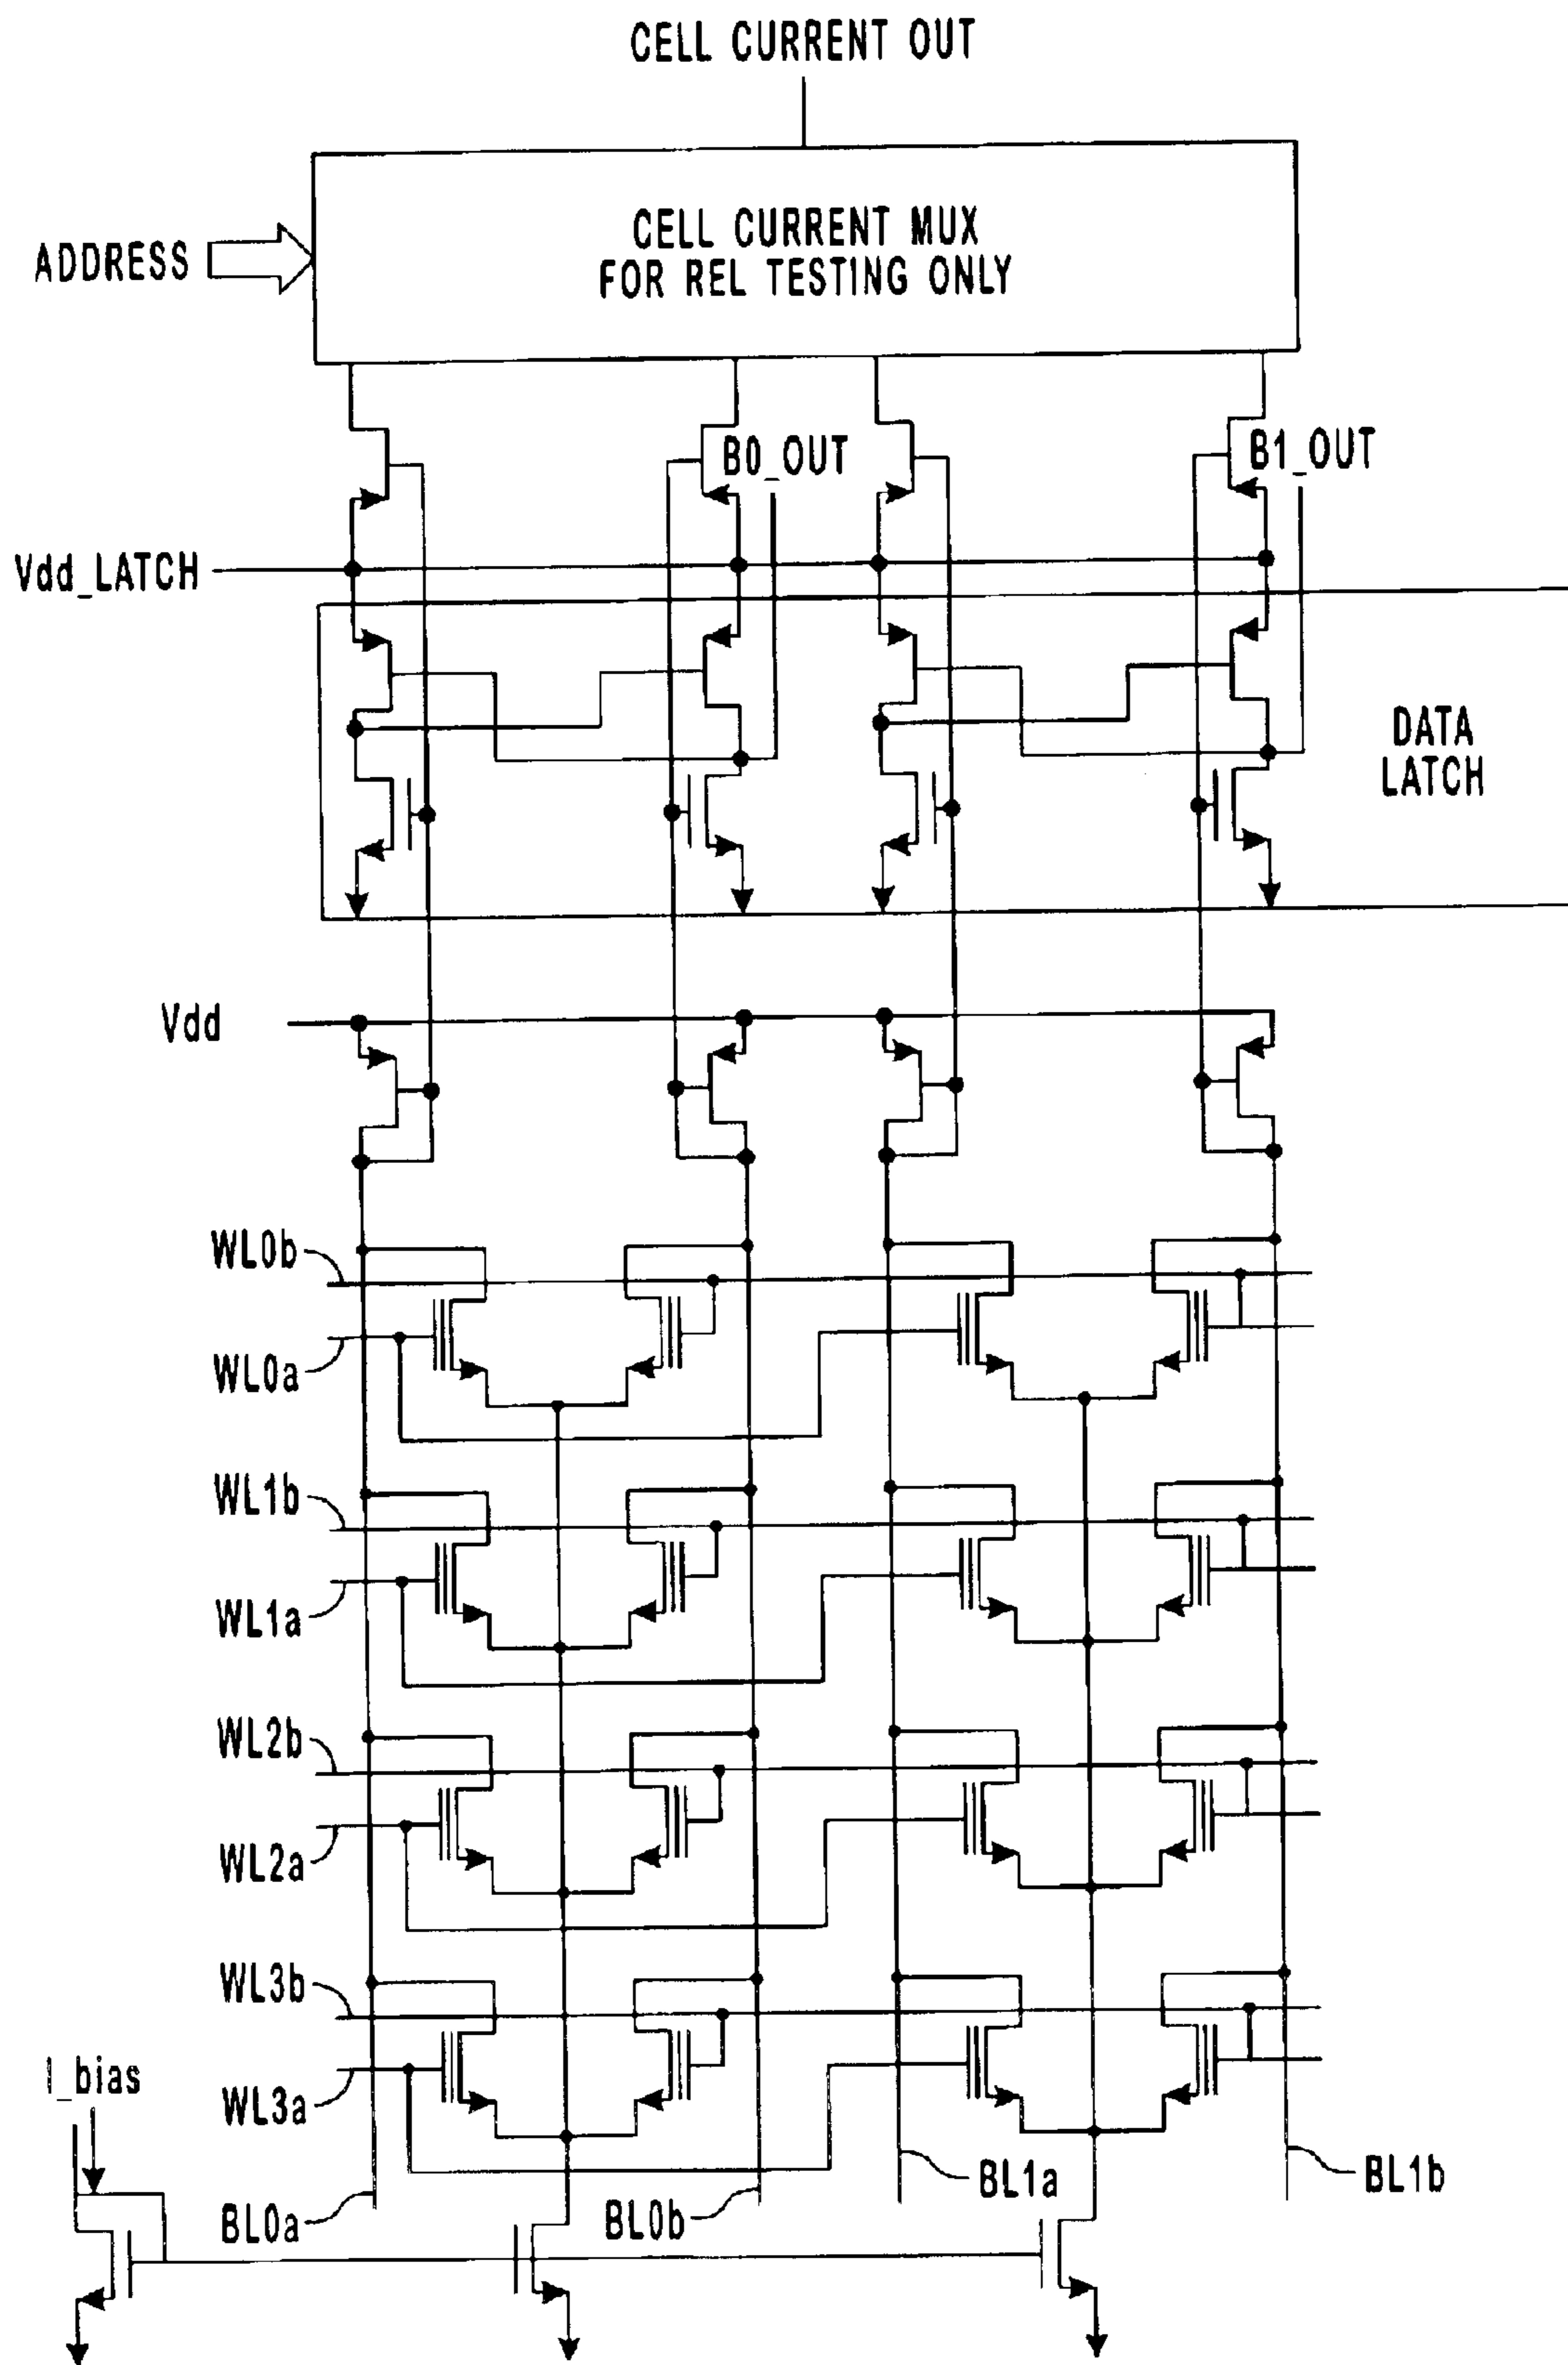 CELL CURRENT OUT
CELL CURRENT MUX
FOR REL TESTING ONLY
ADDRESS
B0_OUT
B1_OUT
Vdd_LATCH
DATA
LATCH
Vdd
WL0b
WL0a
WL1b
WL1a
WL2b
WL2a
WL3b
I_bias
WL3a
BL1a
BL1b
BL0a
BL0b